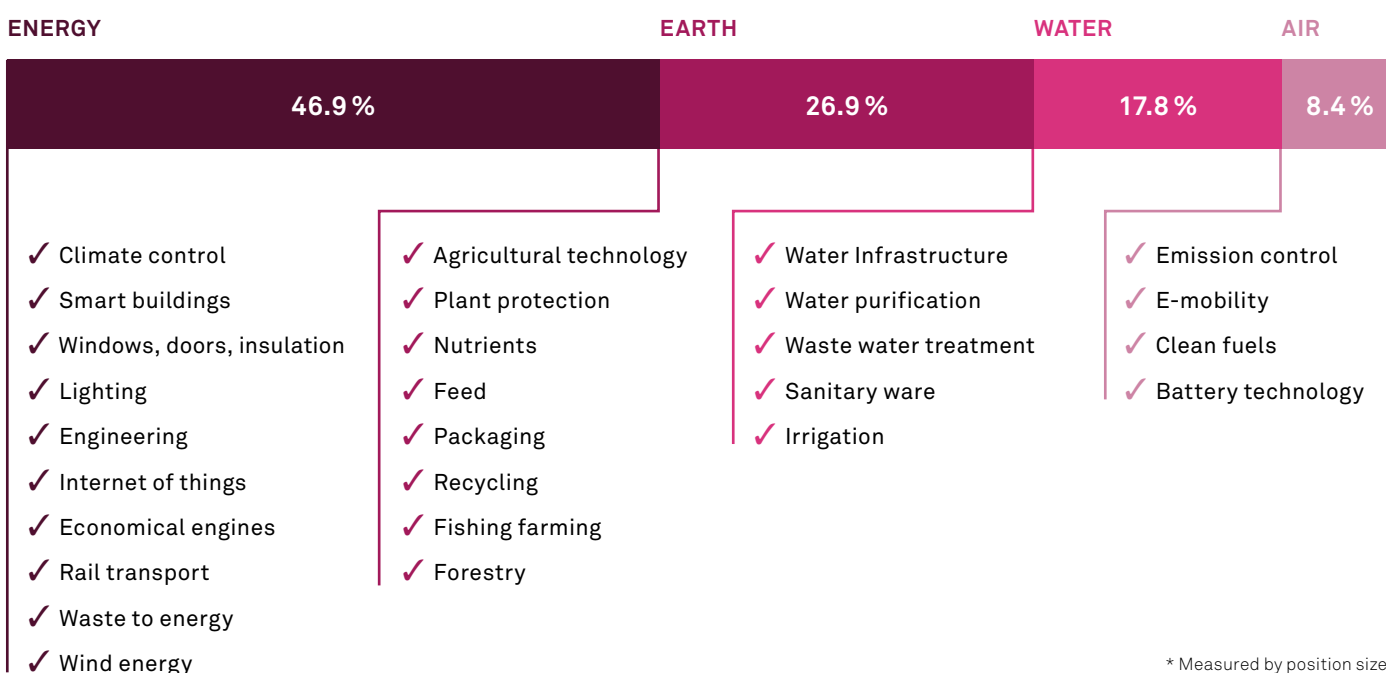 ENERGY
EARTH
WATER
AIR
46.9 %
26.9 %
17.8 %
8.4 %
✓ Climate control
✓ Smart buildings
✓ Windows, doors, insulation
✓ Lighting
✓ Engineering
✓ Internet of things
✓ Economical engines
✓ Rail transport
✓ Waste to energy
✓ Wind energy
✓ Agricultural technology
✓ Plant protection
✓ Nutrients
✓ Feed
✓ Packaging
✓ Recycling
✓ Fishing farming
✓ Forestry
✓ Water Infrastructure
✓ Water purification
✓ Waste water treatment
✓ Sanitary ware
✓ Irrigation
✓ Emission control
✓ E-mobility
✓ Clean fuels
✓ Battery technology
* Measured by position size